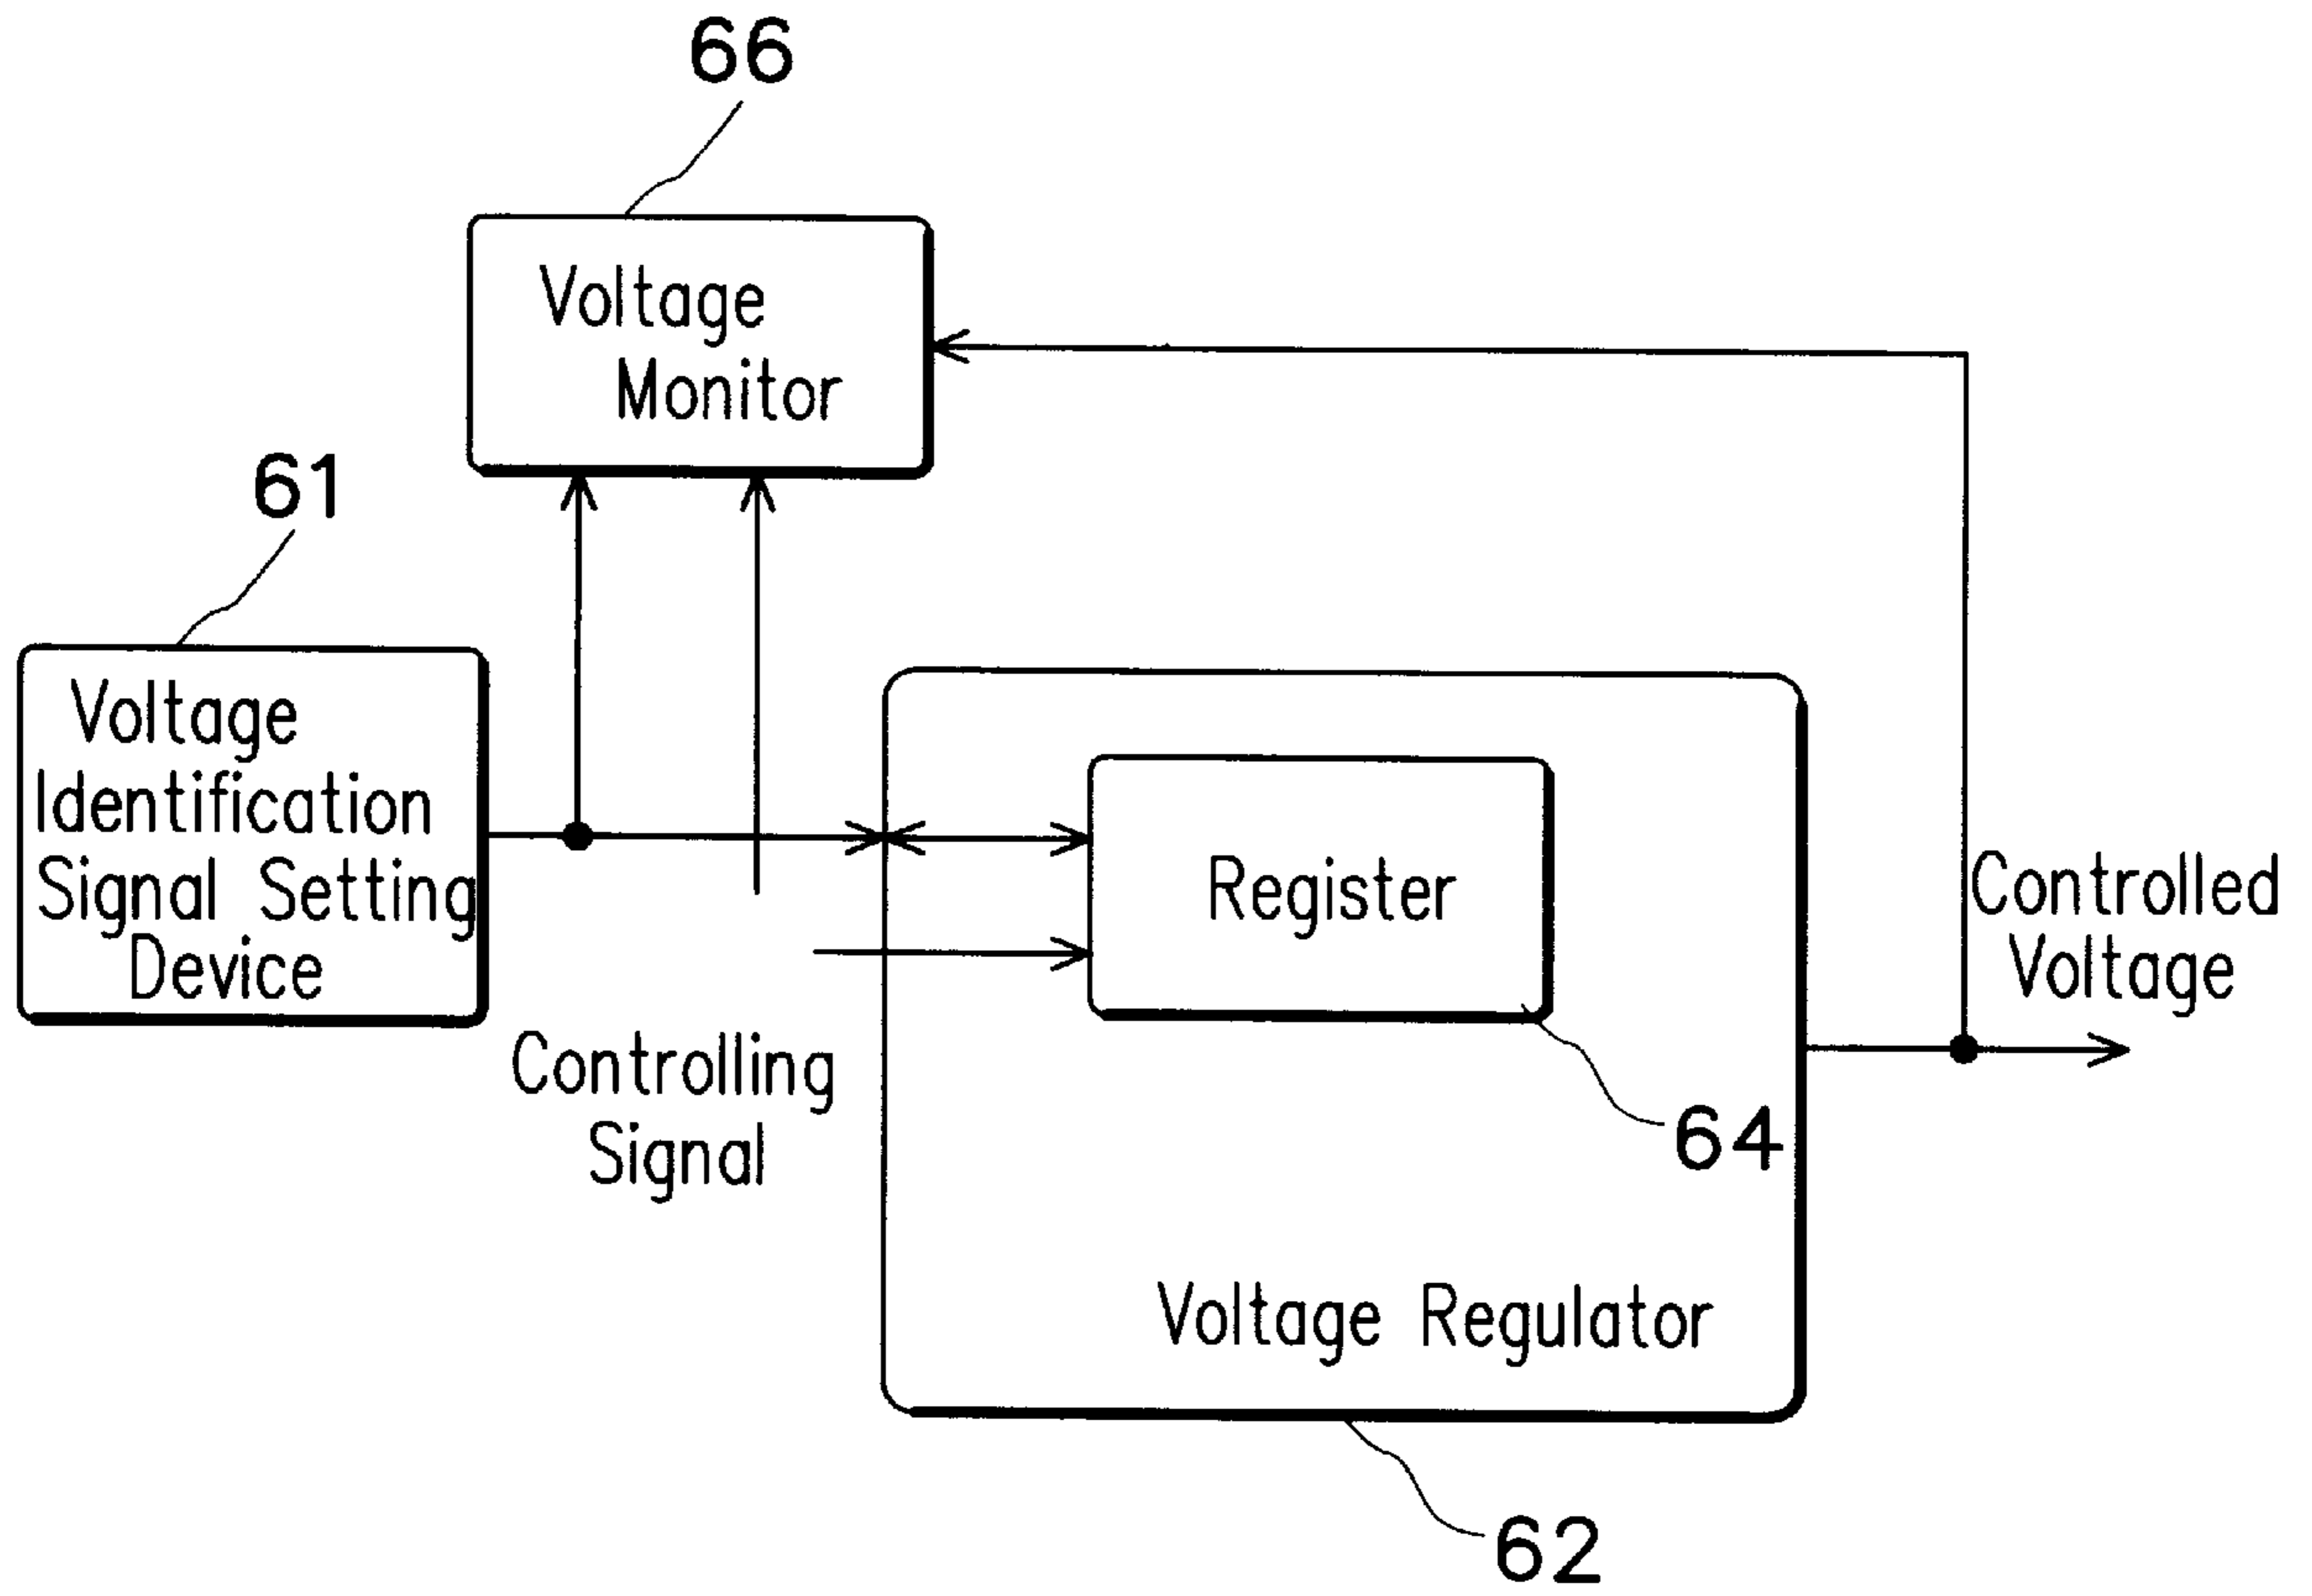 66
Voltage
Monitor
61
Voltage
Identification
Signal Setting
Device
Register
Controlled
Voltage
Controlling
Signal
64
Voltage Regulator
62